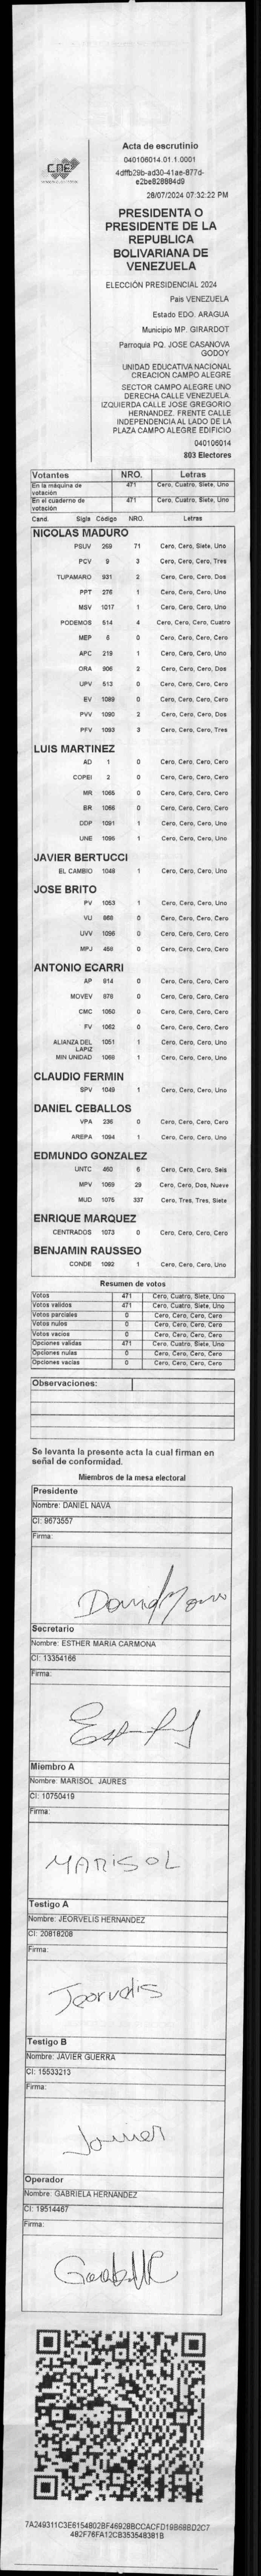 CNE
Acta de escrutinio
040106014.01.1.0001
4dffb29b-ad30-41ae-877d-
e2be828884d9
28/07/2024 07:32:22 PM
PRESIDENTA O
PRESIDENTE DE LA
REPUBLICA
BOLIVARIANA DE
VENEZUELA
ELECCIÓN PRESIDENCIAL 2024
Pais VENEZUELA
Estado EDO. ARAGUA
Municipio MP. GIRARDOT
Parroquia PQ. JOSE CASANOVA
GODOY
UNIDAD EDUCATIVA NACIONAL
CREACION CAMPO ALEGRE
SECTOR CAMPO ALEGRE UNO
DERECHA CALLE VENEZUELA.
IZQUIERDA CALLE JOSE GREGORIO
HERNANDEZ. FRENTE CALLE
INDEPENDENCIA AL LADO DE LA
PLAZA CAMPO ALEGRE EDIFICIO
040106014
803 Electores
Votantes NRO. Letras
En la máquina de votación 471 Cero, Cuatro, Siete, Uno
En el cuaderno de votación 471 Cero, Cuatro, Siete, Uno
Cand. Sigla Código NRO. Letras
NICOLAS MADURO
PSUV 269 71 Cero, Cero, Siete, Uno
PCV 9 3 Cero, Cero, Cero, Tres
TUPAMARO 931 2 Cero, Cero, Cero, Dos
PPT 276 1 Cero, Cero, Cero, Uno
MSV 1017 1 Cero, Cero, Cero, Uno
PODEMOS 514 4 Cero, Cero, Cero, Cuatro
MEP 6 0 Cero, Cero, Cero, Cero
APC 219 1 Cero, Cero, Cero, Uno
ORA 906 2 Cero, Cero, Cero, Dos
UPV 513 0 Cero, Cero, Cero, Cero
EV 1089 0 Cero, Cero, Cero, Cero
PVV 1090 2 Cero, Cero, Cero, Dos
PFV 1093 3 Cero, Cero, Cero, Tres
LUIS MARTINEZ
AD 1 0 Cero, Cero, Cero, Cero
COPEI 2 0 Cero, Cero, Cero, Cero
MR 1065 0 Cero, Cero, Cero, Cero
BR 1066 0 Cero, Cero, Cero, Cero
DDP 1091 1 Cero, Cero, Cero, Uno
UNE 1095 1 Cero, Cero, Cero, Uno
JAVIER BERTUCCI
EL CAMBIO 1048 1 Cero, Cero, Cero, Uno
JOSE BRITO
PV 1053 1 Cero, Cero, Cero, Uno
VU 868 0 Cero, Cero, Cero, Cero
UVV 1096 0 Cero, Cero, Cero, Cero
MPJ 468 0 Cero, Cero, Cero, Cero
ANTONIO ECARRI
AP 914 0 Cero, Cero, Cero, Cero
MOVEV 878 0 Cero, Cero, Cero, Cero
CMC 1050 0 Cero, Cero, Cero, Cero
FV 1062 0 Cero, Cero, Cero, Cero
ALIANZA DEL LAPIZ 1051 1 Cero, Cero, Cero, Uno
MIN UNIDAD 1068 1 Cero, Cero, Cero, Uno
CLAUDIO FERMIN
SPV 1049 1 Cero, Cero, Cero, Uno
DANIEL CEBALLOS
VPA 236 0 Cero, Cero, Cero, Cero
AREPA 1094 1 Cero, Cero, Cero, Uno
EDMUNDO GONZALEZ
UNTC 460 6 Cero, Cero, Cero, Seis
MPV 1069 29 Cero, Cero, Dos, Nueve
MUD 1075 337 Cero, Tres, Tres, Siete
ENRIQUE MARQUEZ
CENTRADOS 1073 0 Cero, Cero, Cero, Cero
BENJAMIN RAUSSEO
CONDE 1092 1 Cero, Cero, Cero, Uno
Resumen de votos
Votos 471 Cero, Cuatro, Siete, Uno
Votos validos 471 Cero, Cuatro, Siete, Uno
Votos parciales 0 Cero, Cero, Cero, Cero
Votos nulos 0 Cero, Cero, Cero, Cero
Votos vacios 0 Cero, Cero, Cero, Cero
Opciones validas 471 Cero, Cuatro, Siete, Uno
Opciones nulas 0 Cero, Cero, Cero, Cero
Opciones vacias 0 Cero, Cero, Cero, Cero
Observaciones:
Se levanta la presente acta la cual firman en
señal de conformidad.
Miembros de la mesa electoral
Presidente
Nombre: DANIEL NAVA
CI: 9673557
Firma:
Secretario
Nombre: ESTHER MARIA CARMONA
CI: 13354166
Firma:
Miembro A
Nombre: MARISOL JAURES
CI: 10750419
Firma:
MARISOL
Testigo A
Nombre: JEORVELIS HERNANDEZ
CI: 20818208
Firma:
Jeorvelis
Testigo B
Nombre: JAVIER GUERRA
CI: 15533213
Firma:
Javier
Operador
Nombre: GABRIELA HERNANDEZ
CI: 19514467
Firma:
7A249311C3E6154802BF46928BCCACFD19B68BD2C7
482F76FA12CB353548381B